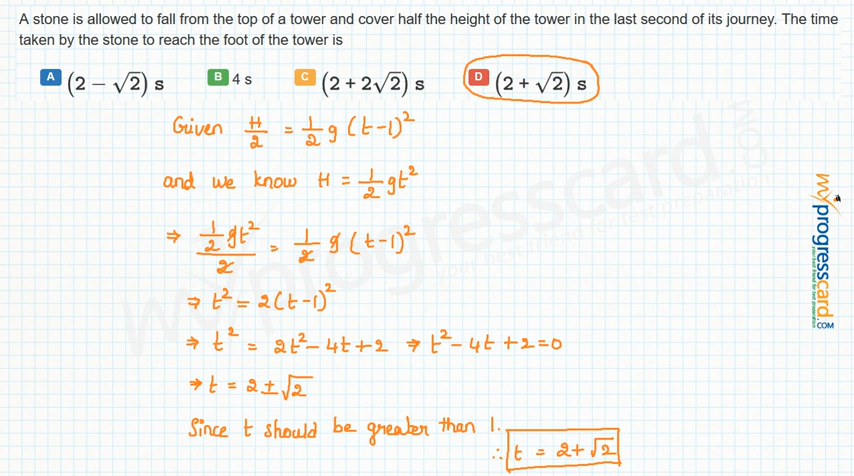 A stone is allowed to fall from the top of a tower and cover half the height of the tower in the last second of its journey. The time
taken by the stone to reach the foot of the tower is
A (2 − √2) s B 4 s C (2 + 2√2) s D (2 + √2) s
Given H/2 = 1/2 g (t-1)²
and we know H = 1/2 gt²
⇒ (1/2 gt²)/2 = 1/2 g (t-1)²
⇒ t² = 2(t-1)²
⇒ t² = 2t² - 4t + 2 ⇒ t² - 4t + 2 = 0
⇒ t = 2 ± √2
Since t should be greater than 1.
∴ t = 2 + √2
myprogresscard.com